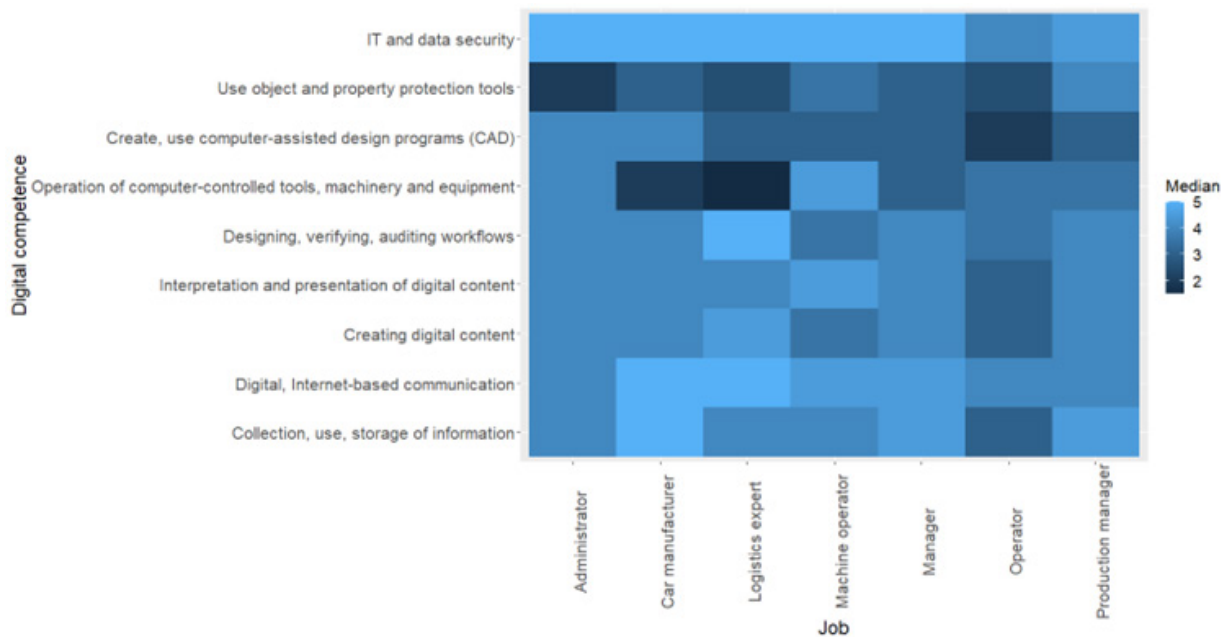 IT and data security
Use object and property protection tools
Create, use computer-assisted design programs (CAD)
Operation of computer-controlled tools, machinery and equipment
Designing, verifying, auditing workflows
Interpretation and presentation of digital content
Creating digital content
Digital, Internet-based communication
Collection, use, storage of information
Digital competence
Administrator
Car manufacturer
Logistics expert
Machine operator
Manager
Operator
Production manager
Job
Median
5
4
3
2